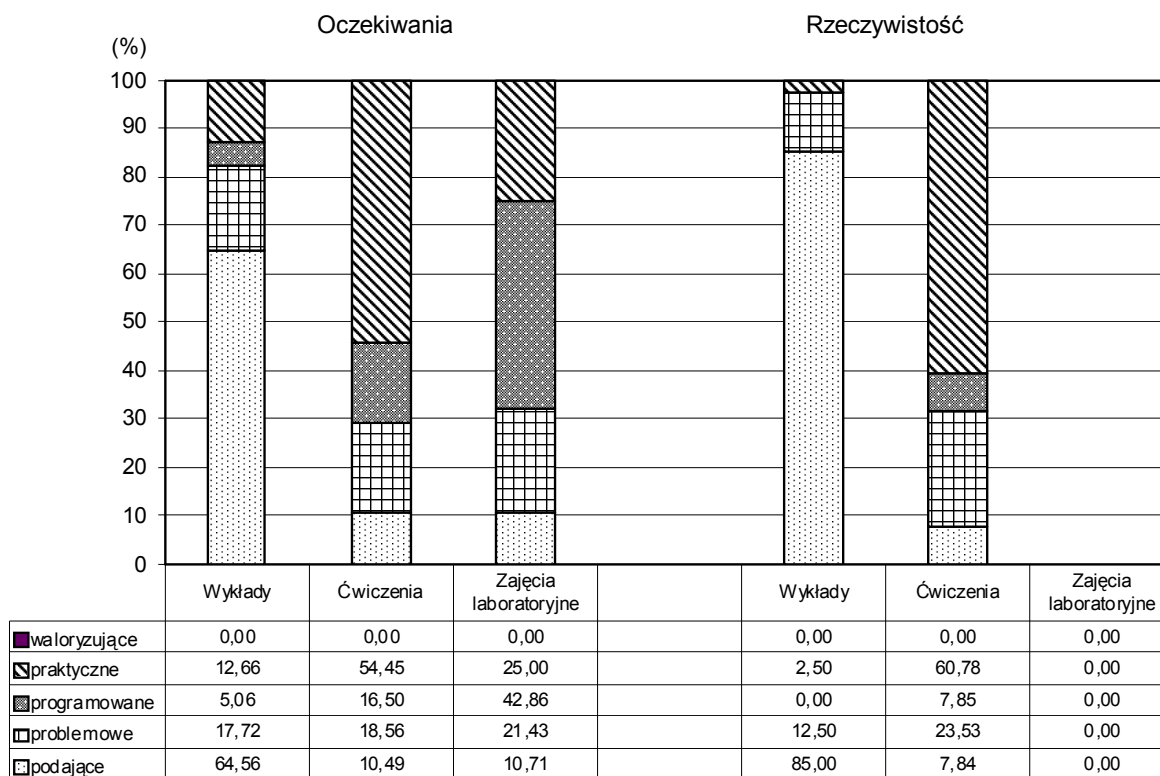 Oczekiwania Rzeczywistość
(%)
100
90
80
70
60
50
40
30
20
10
0
Wykłady Ćwiczenia Zajęcia laboratoryjne Wykłady Ćwiczenia Zajęcia laboratoryjne
waloryzujące 0,00 0,00 0,00 0,00 0,00 0,00
praktyczne 12,66 54,45 25,00 2,50 60,78 0,00
programowane 5,06 16,50 42,86 0,00 7,85 0,00
problemowe 17,72 18,56 21,43 12,50 23,53 0,00
podające 64,56 10,49 10,71 85,00 7,84 0,00